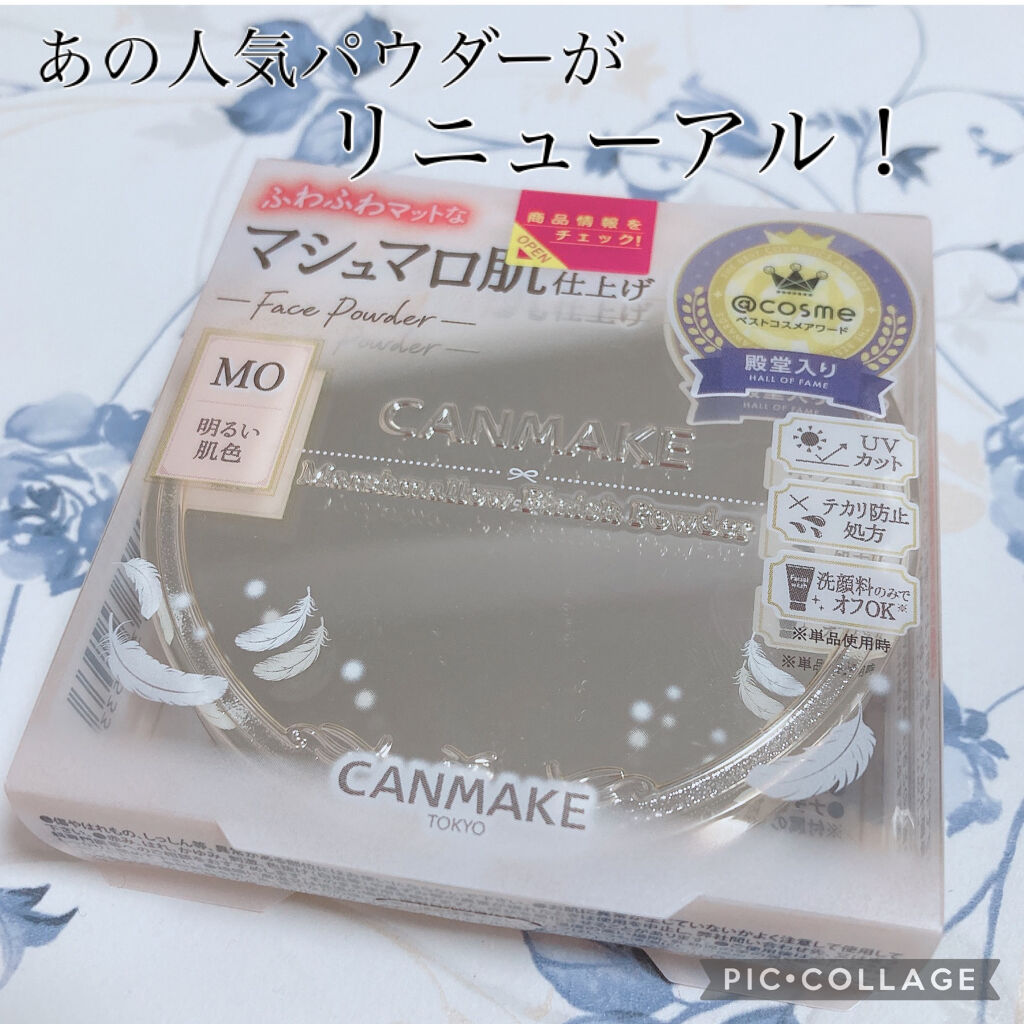 あの人気パウダーが
リニューアル！
ふわふわマットな
マシュマロ肌仕上げ
Face Powder
商品情報を
チェック!
OPEN
@cosme
ベストコスメアワード
殿堂入り
HALL OF FAME
MO
明るい
肌色
CANMAKE
Marshmallow Finish Powder
UV
カット
テカリ防止
処方
Facial
wash
洗顔料のみで
オフOK※
※単品使用時
CANMAKE
TOKYO
PIC•COLLAGE